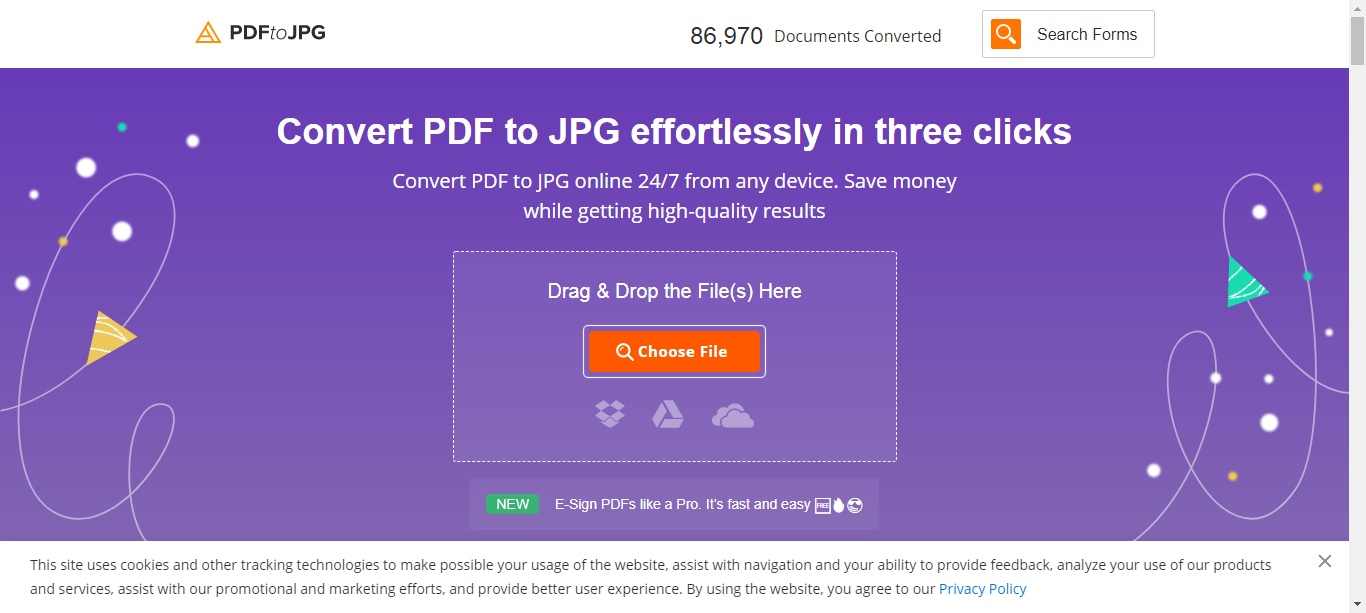 PDFtoJPG
86,970 Documents Converted
Search Forms
Convert PDF to JPG effortlessly in three clicks
Convert PDF to JPG online 24/7 from any device. Save money
while getting high-quality results
Drag & Drop the File(s) Here
Choose File
NEW E-Sign PDFs like a Pro. It's fast and easy FREE
This site uses cookies and other tracking technologies to make possible your usage of the website, assist with navigation and your ability to provide feedback, analyze your use of our products
and services, assist with our promotional and marketing efforts, and provide better user experience. By using the website, you agree to our Privacy Policy